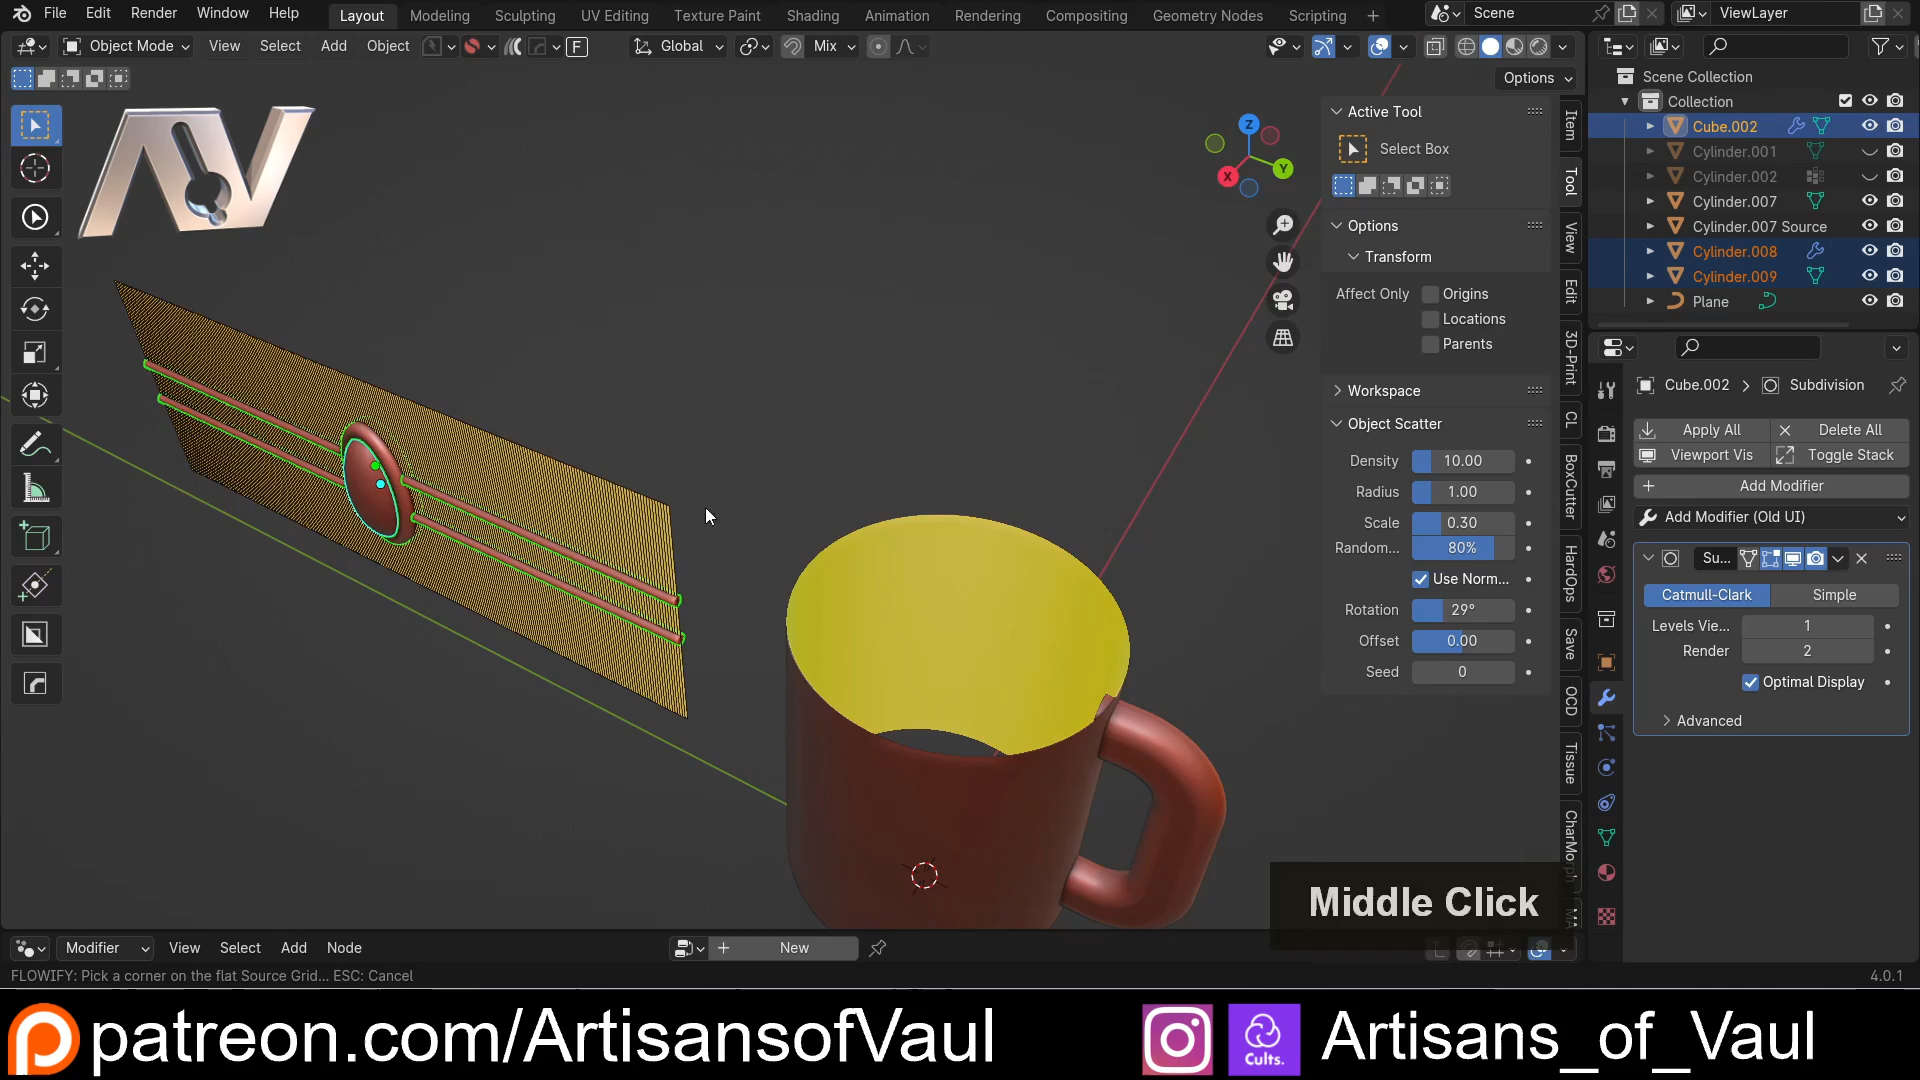 File Edit Render Window Help Layout Modeling Sculpting UV Editing Texture Paint Shading Animation Rendering Compositing Geometry Nodes Scripting + Scene ViewLayer
Object Mode View Select Add Object F Global Mix
Options
AV
X Y Z
Active Tool
Select Box
Options
Transform
Affect Only Origins
Locations
Parents
Workspace
Object Scatter
Density 10.00
Radius 1.00
Scale 0.30
Random... 80%
Use Norm...
Rotation 29°
Offset 0.00
Seed 0
Item
Tool
View
Edit
3D-Print
CL
BoxCutter
HardOps
Save
OCD
Tissue
CharMorph
MA
Scene Collection
Collection
Cube.002
Cylinder.001
Cylinder.002
Cylinder.007
Cylinder.007 Source
Cylinder.008
Cylinder.009
Plane
Cube.002 > Subdivision
Apply All Delete All
Viewport Vis Toggle Stack
Add Modifier
Add Modifier (Old UI)
Su...
Catmull-Clark Simple
Levels Vie... 1
Render 2
Optimal Display
Advanced
Middle Click
Modifier View Select Add Node New
FLOWIFY: Pick a corner on the flat Source Grid... ESC: Cancel
4.0.1
patreon.com/ArtisansofVaul
Cults.
Artisans_of_Vaul